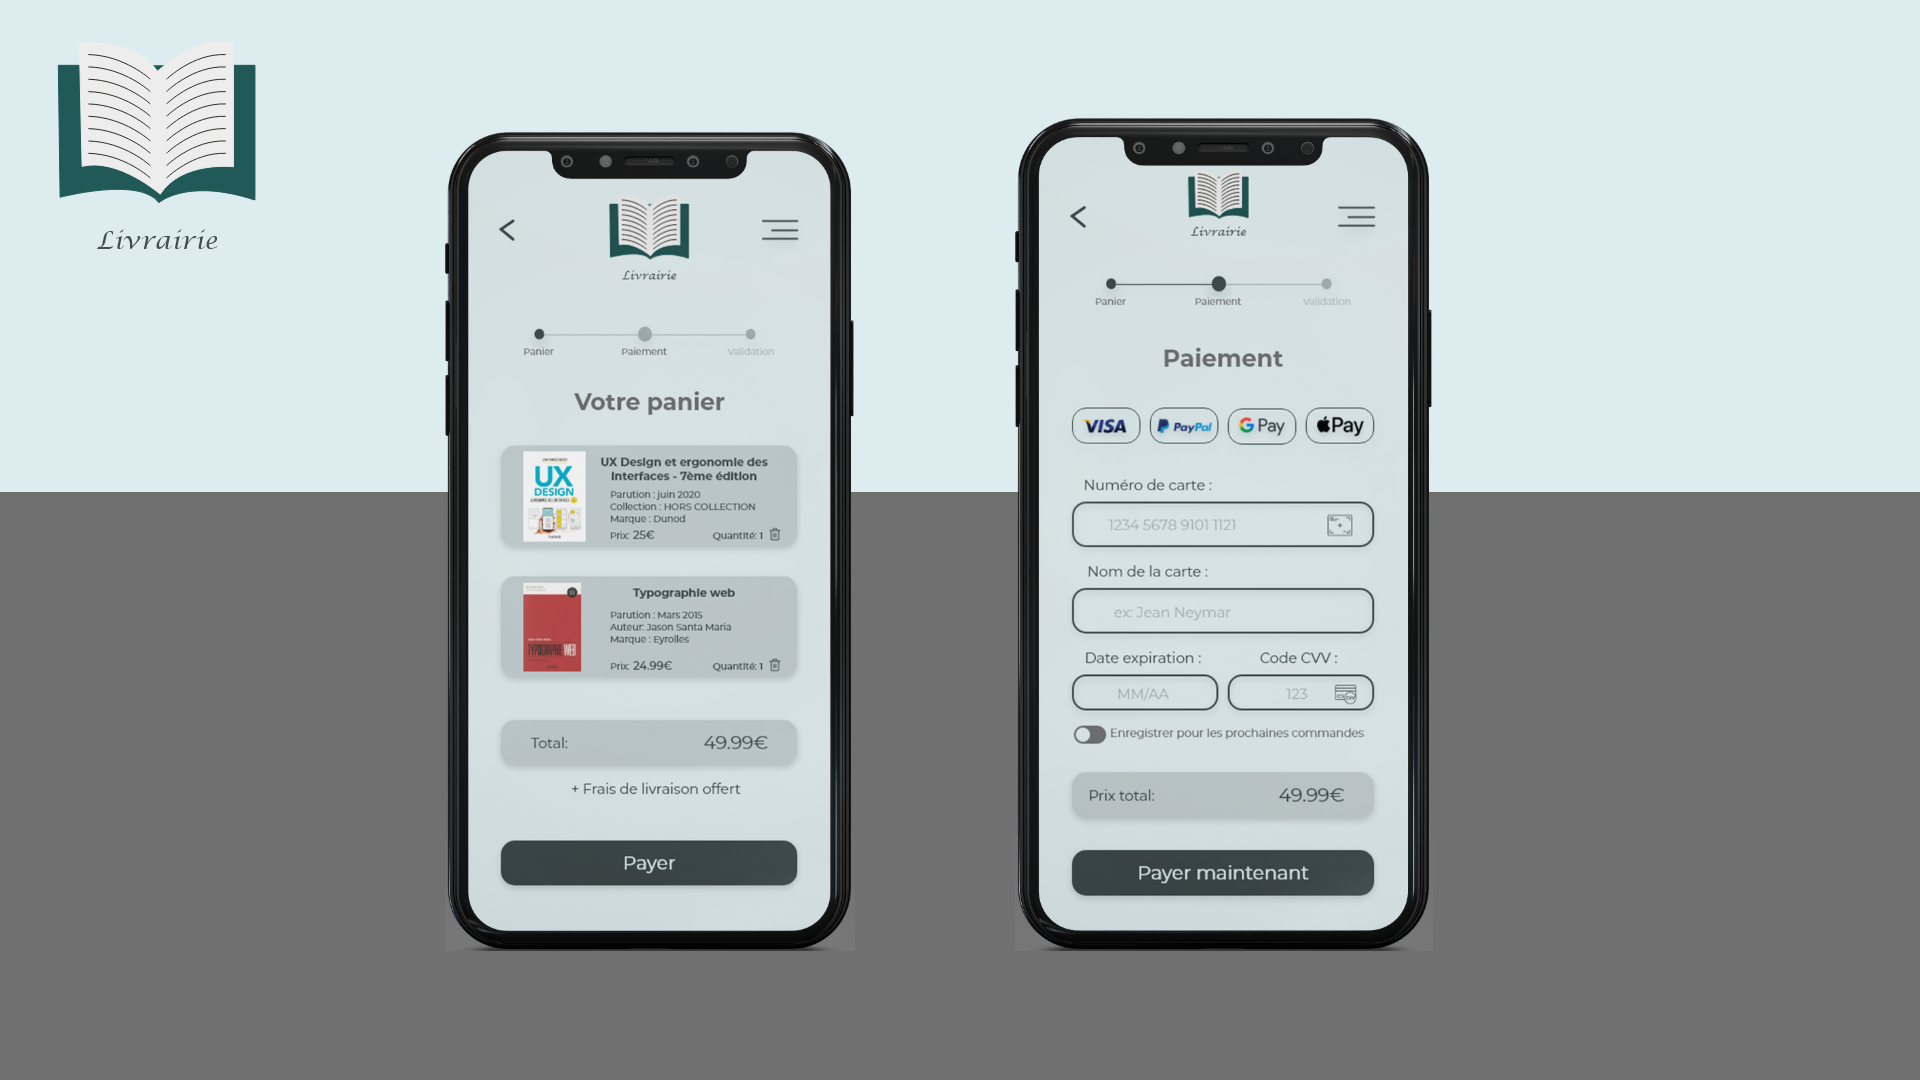 Livrairie
Livrairie
Panier
Paiement
Validation
Votre panier
UX DESIGN
UX Design et ergonomie des
interfaces - 7ème édition
Parution : juin 2020
Collection : HORS COLLECTION
Marque : Dunod
Prix: 25€
Quantité: 1
TYPOGRAPHIE WEB
Typographie web
Parution : Mars 2015
Auteur: Jason Santa Maria
Marque : Eyrolles
Prix: 24.99€
Quantité: 1
Total:
49.99€
+ Frais de livraison offert
Payer
Livrairie
Panier
Paiement
Validation
Paiement
VISA
PayPal
G Pay
Pay
Numéro de carte :
1234 5678 9101 1121
Nom de la carte :
ex: Jean Neymar
Date expiration :
Code CVV :
MM/AA
123
Enregistrer pour les prochaines commandes
Prix total:
49.99€
Payer maintenant